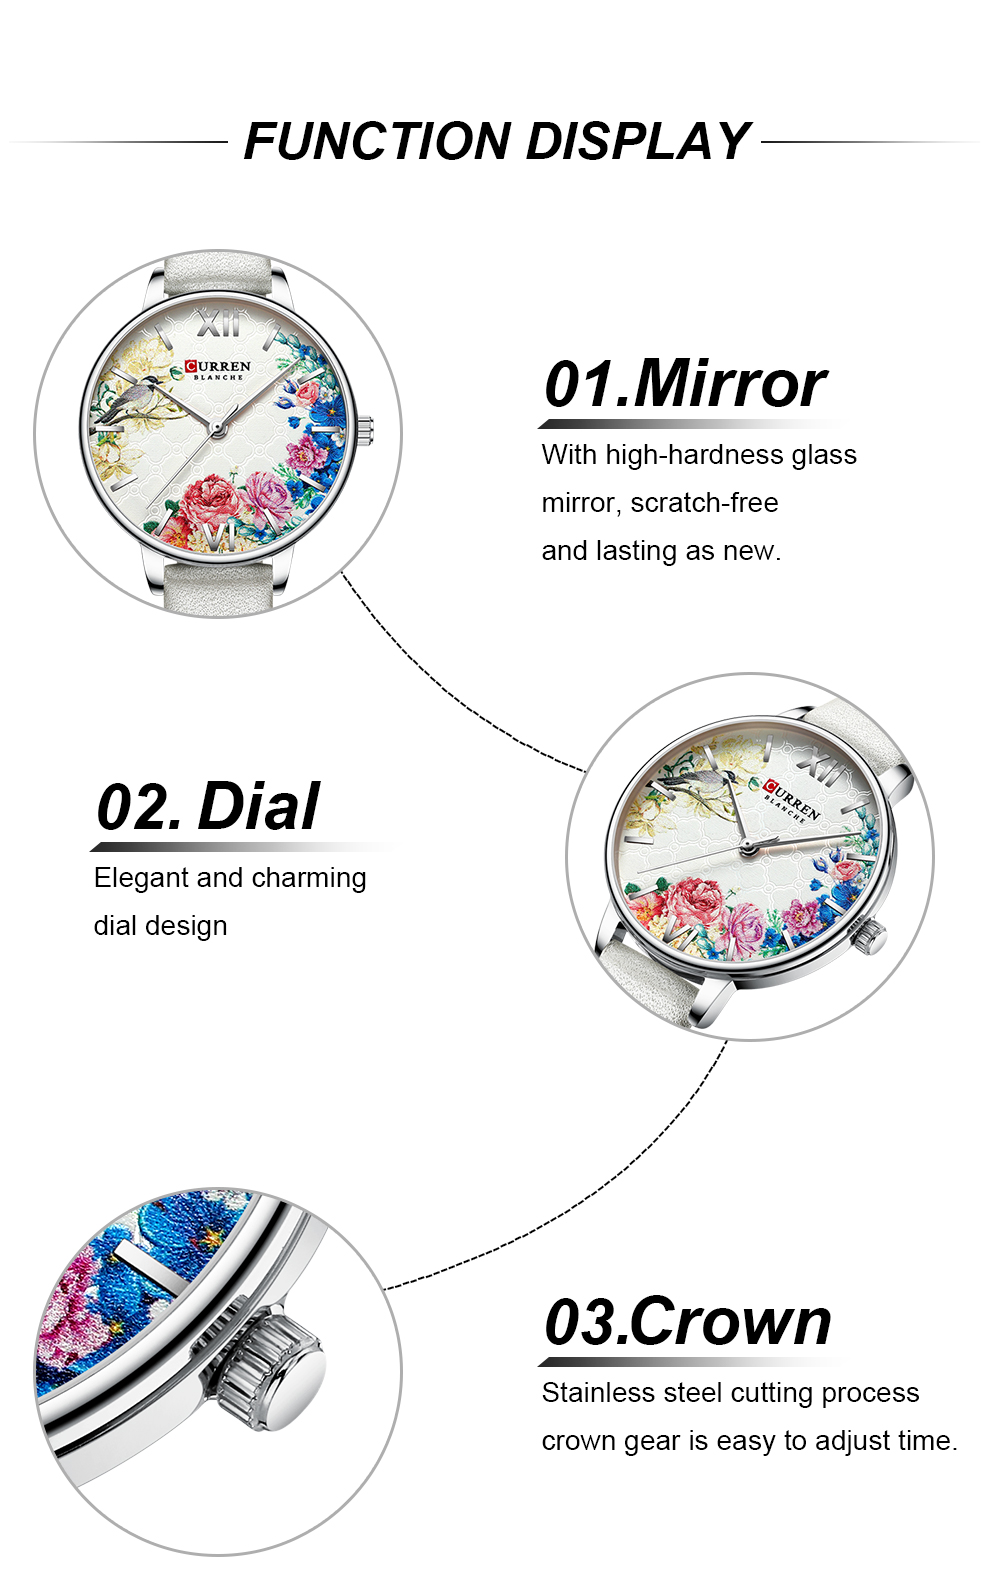 FUNCTION DISPLAY
XII
CURREN
BLANCHE
VI
01.Mirror
With high-hardness glass
mirror, scratch-free
and lasting as new.
XII
CURREN
BLANCHE
VI
02. Dial
Elegant and charming
dial design
03.Crown
Stainless steel cutting process
crown gear is easy to adjust time.